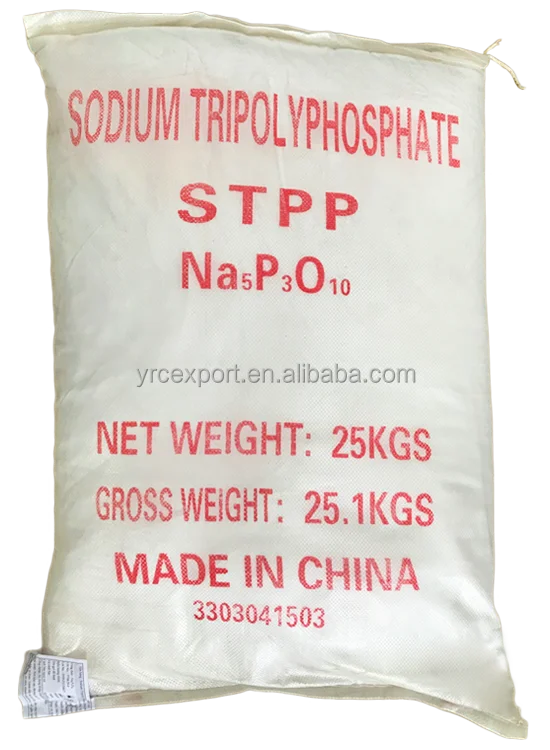 SODIUM TRIPOLYPHOSPHATE
STPP
Na₅P₃O₁₀
yrcexport.en.alibaba.com
NET WEIGHT: 25KGS
GROSS WEIGHT: 25.1KGS
MADE IN CHINA
3303041503